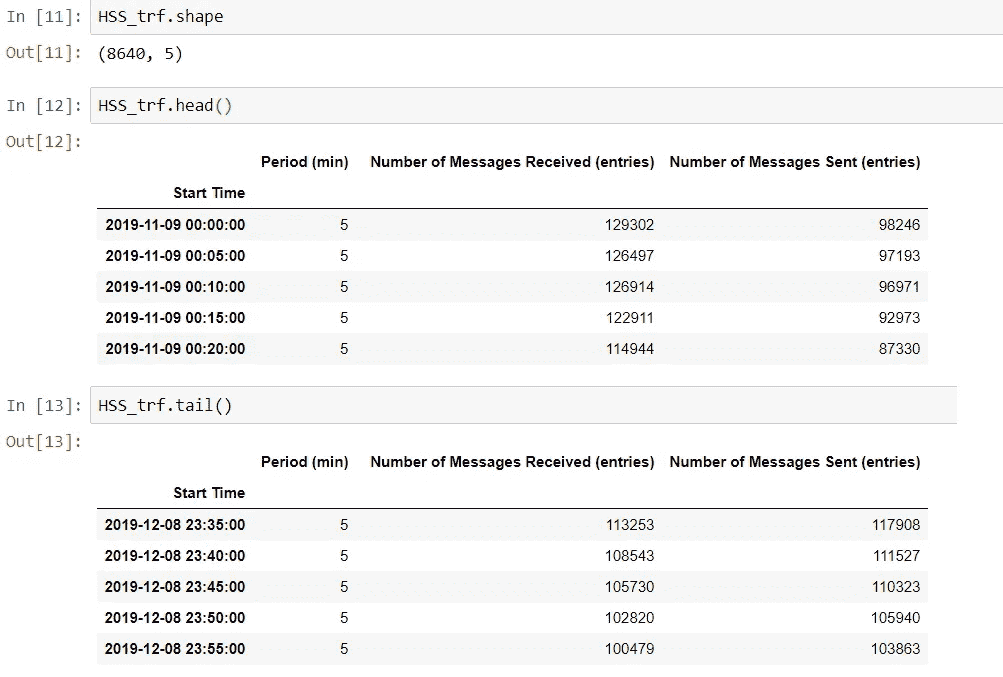 In [11]: HSS_trf.shape
Out[11]: (8640, 5)
In [12]: HSS_trf.head()
Out[12]:
Period (min) Number of Messages Received (entries) Number of Messages Sent (entries)
Start Time
2019-11-09 00:00:00 5 129302 98246
2019-11-09 00:05:00 5 126497 97193
2019-11-09 00:10:00 5 126914 96971
2019-11-09 00:15:00 5 122911 92973
2019-11-09 00:20:00 5 114944 87330
In [13]: HSS_trf.tail()
Out[13]:
Period (min) Number of Messages Received (entries) Number of Messages Sent (entries)
Start Time
2019-12-08 23:35:00 5 113253 117908
2019-12-08 23:40:00 5 108543 111527
2019-12-08 23:45:00 5 105730 110323
2019-12-08 23:50:00 5 102820 105940
2019-12-08 23:55:00 5 100479 103863